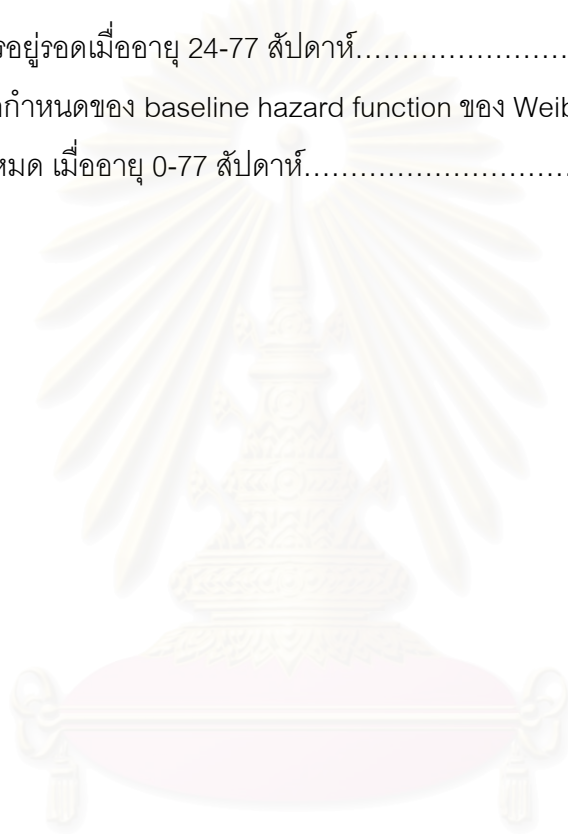 รอยู่รอดเมื่ออายุ 24-77 สัปดาห์........................
กำหนดของ baseline hazard function ของ Weib
หมด เมื่ออายุ 0-77 สัปดาห์..............................